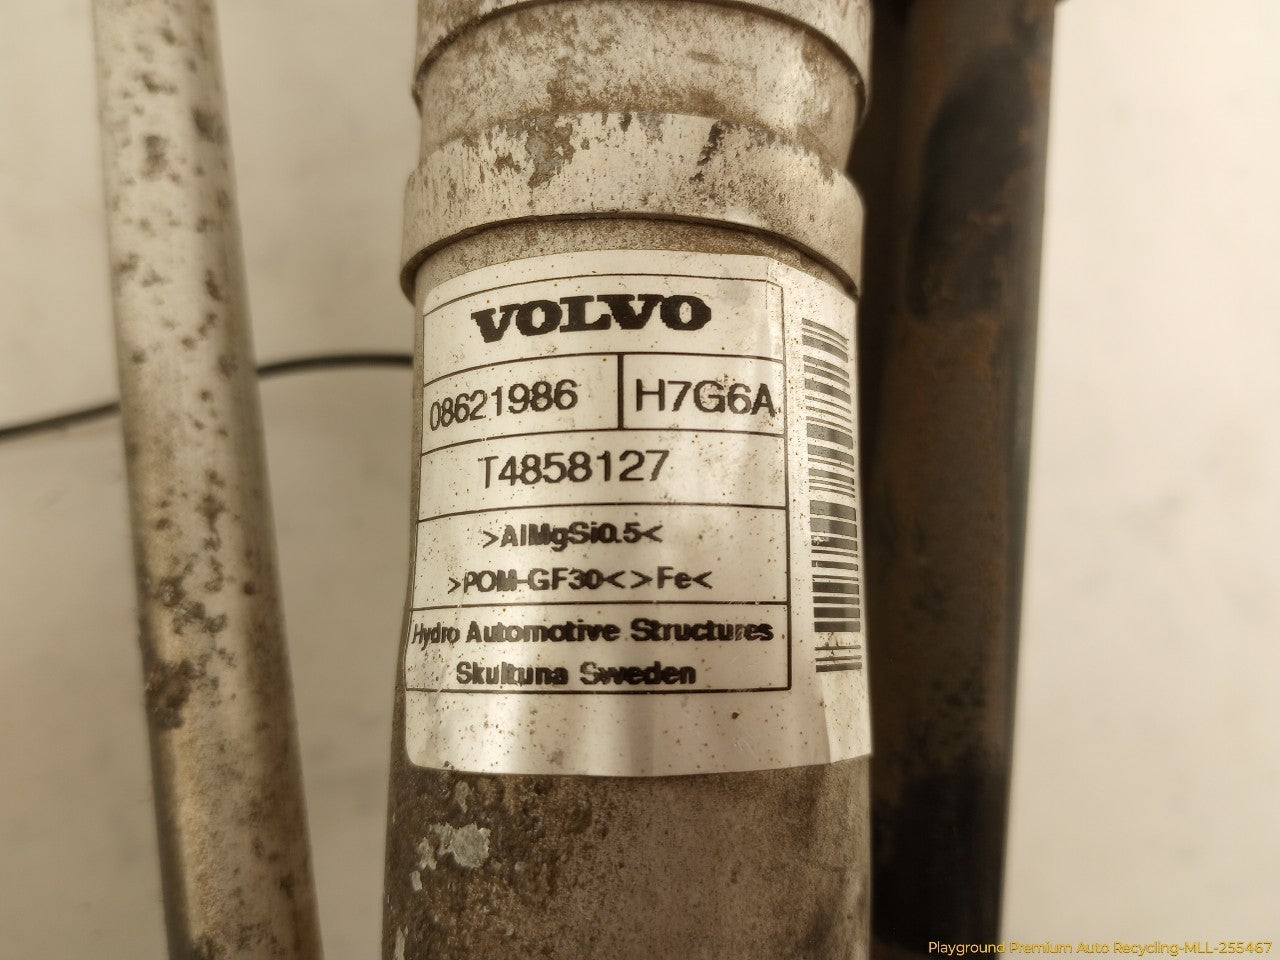 VOLVO
08621986 H7G6A
T4858127
>AlMgSi0.5<
>POM-GF30<>Fe<
Hydro Automotive Structures
Skultuna Sweden
Playground Premium Auto Recycling-MLL-255467